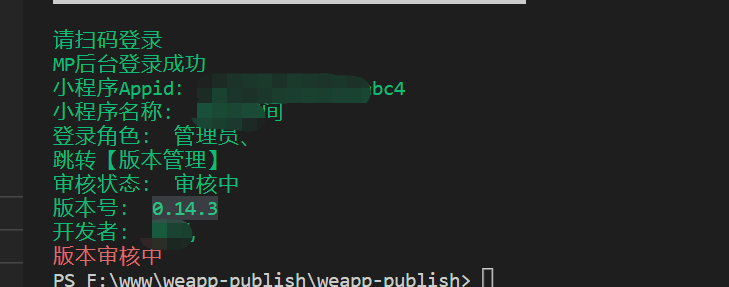 请扫码登录
MP后台登录成功
小程序Appid: bc4
小程序名称: 间
登录角色: 管理员、
跳转【版本管理】
审核状态: 审核中
版本号: 0.14.3
开发者:
版本审核中
PS F:\www\weapp-publish\weapp-publish>